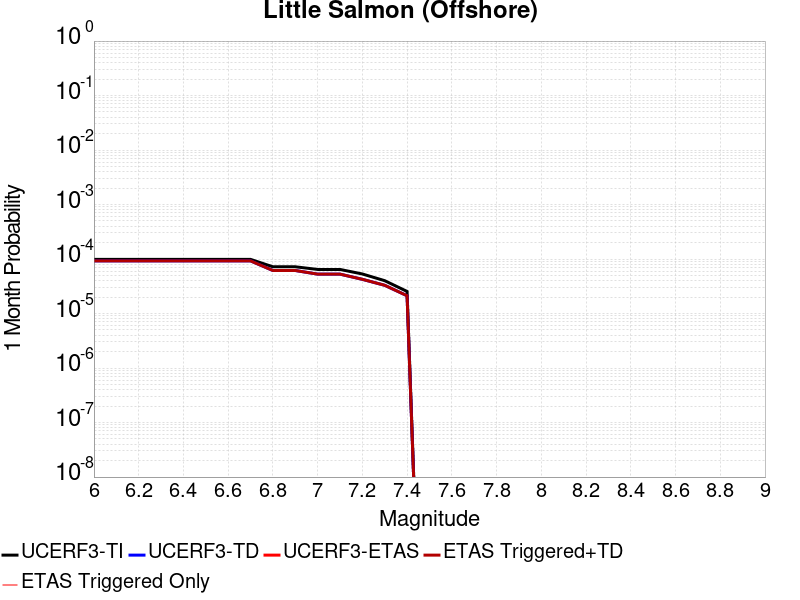 Little Salmon (Offshore)
10^0
10^-1
10^-2
10^-3
10^-4
10^-5
10^-6
10^-7
10^-8
1 Month Probability
6 6.2 6.4 6.6 6.8 7 7.2 7.4 7.6 7.8 8 8.2 8.4 8.6 8.8 9
Magnitude
UCERF3-TI UCERF3-TD UCERF3-ETAS ETAS Triggered+TD
ETAS Triggered Only